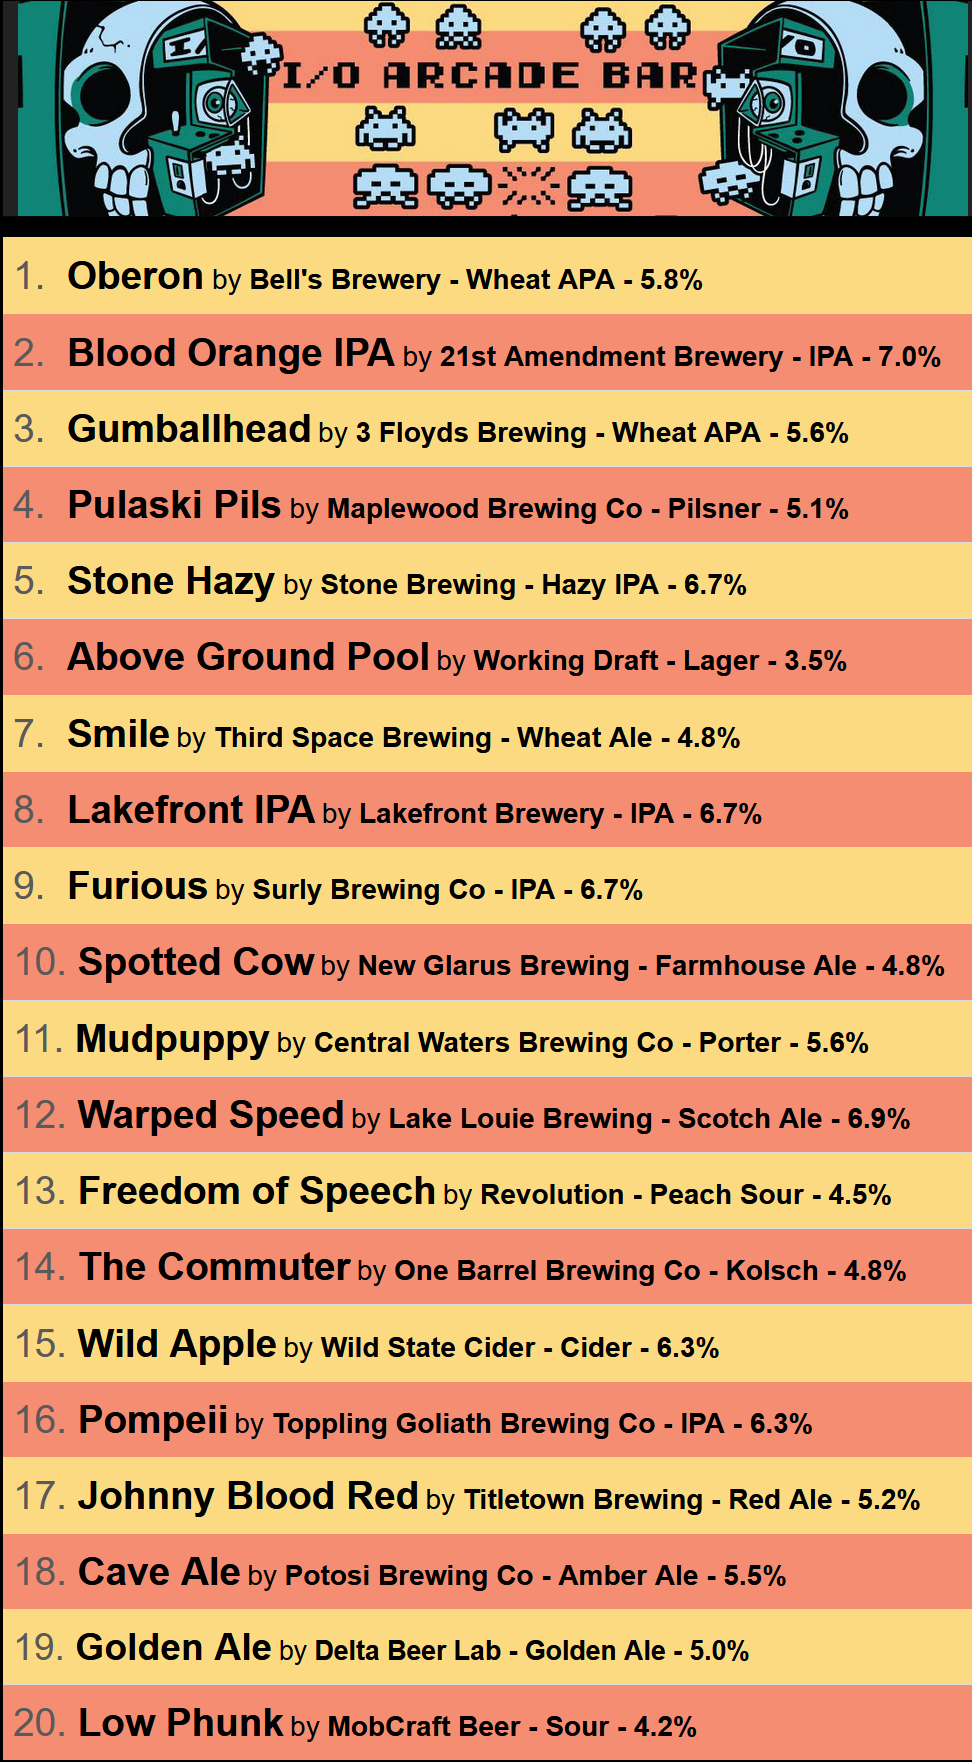 I/O ARCADE BAR
1. Oberon by Bell's Brewery - Wheat APA - 5.8%
2. Blood Orange IPA by 21st Amendment Brewery - IPA - 7.0%
3. Gumballhead by 3 Floyds Brewing - Wheat APA - 5.6%
4. Pulaski Pils by Maplewood Brewing Co - Pilsner - 5.1%
5. Stone Hazy by Stone Brewing - Hazy IPA - 6.7%
6. Above Ground Pool by Working Draft - Lager - 3.5%
7. Smile by Third Space Brewing - Wheat Ale - 4.8%
8. Lakefront IPA by Lakefront Brewery - IPA - 6.7%
9. Furious by Surly Brewing Co - IPA - 6.7%
10. Spotted Cow by New Glarus Brewing - Farmhouse Ale - 4.8%
11. Mudpuppy by Central Waters Brewing Co - Porter - 5.6%
12. Warped Speed by Lake Louie Brewing - Scotch Ale - 6.9%
13. Freedom of Speech by Revolution - Peach Sour - 4.5%
14. The Commuter by One Barrel Brewing Co - Kolsch - 4.8%
15. Wild Apple by Wild State Cider - Cider - 6.3%
16. Pompeii by Toppling Goliath Brewing Co - IPA - 6.3%
17. Johnny Blood Red by Titletown Brewing - Red Ale - 5.2%
18. Cave Ale by Potosi Brewing Co - Amber Ale - 5.5%
19. Golden Ale by Delta Beer Lab - Golden Ale - 5.0%
20. Low Phunk by MobCraft Beer - Sour - 4.2%